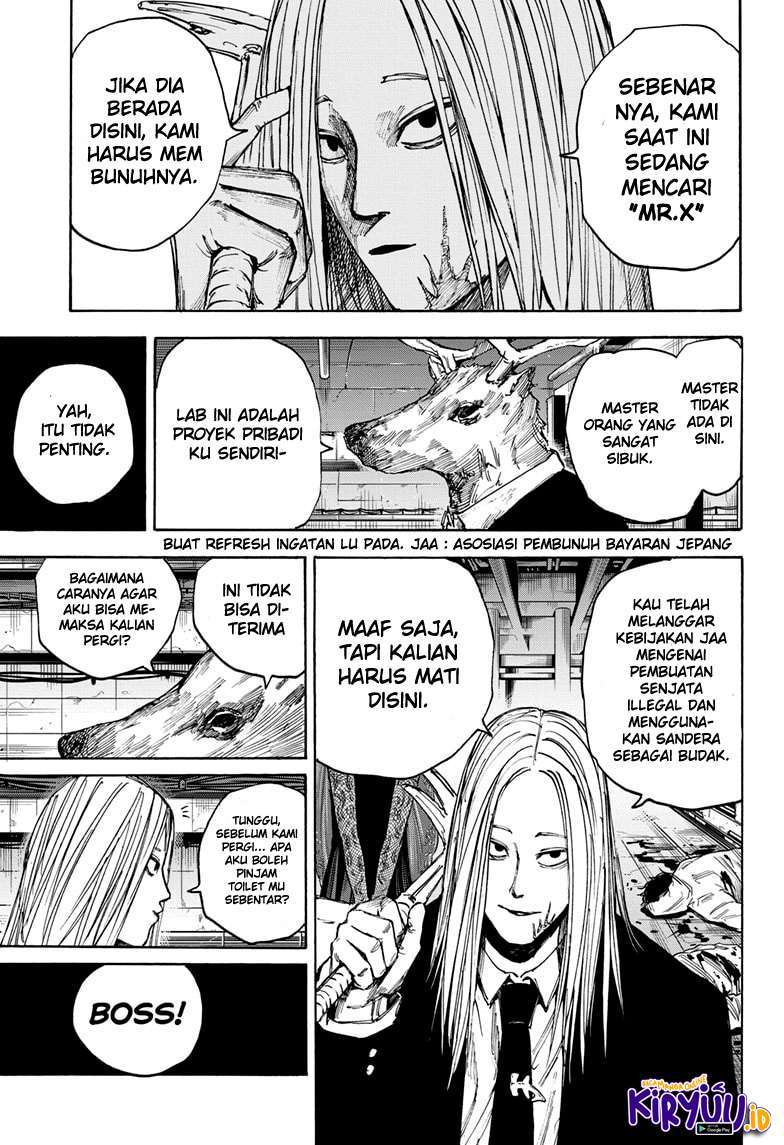 SEBENAR
NYA, KAMI
SAAT INI
SEDANG
MENCARI
"MR.X"
JIKA DIA
BERADA
DISINI, KAMI
HARUS MEM
BUNUHNYA.
MASTER
TIDAK
ADA DI
SINI.
MASTER
ORANG YANG
SANGAT
SIBUK.
LAB INI ADALAH
PROYEK PRIBADI
KU SENDIRI-
YAH,
ITU TIDAK
PENTING.
BUAT REFRESH INGATAN LU PADA. JAA : ASOSIASI PEMBUNUH BAYARAN JEPANG
KAU TELAH
MELANGGAR
KEBIJAKAN JAA
MENGENAI
PEMBUATAN
SENJATA
ILLEGAL DAN
MENGGUNA-
KAN SANDERA
SEBAGAI BUDAK.
MAAF SAJA,
TAPI KALIAN
HARUS MATI
DISINI.
INI TIDAK
BISA DI-
TERIMA
BAGAIMANA
CARANYA AGAR
AKU BISA ME-
MAKSA KALIAN
PERGI?
TUNGGU,
SEBELUM KAMI
PERGI... APA
AKU BOLEH
PINJAM
TOILET MU
SEBENTAR?
BOSS!
BACA MANGA ONLINE
KIRYUU.ID
Google Play